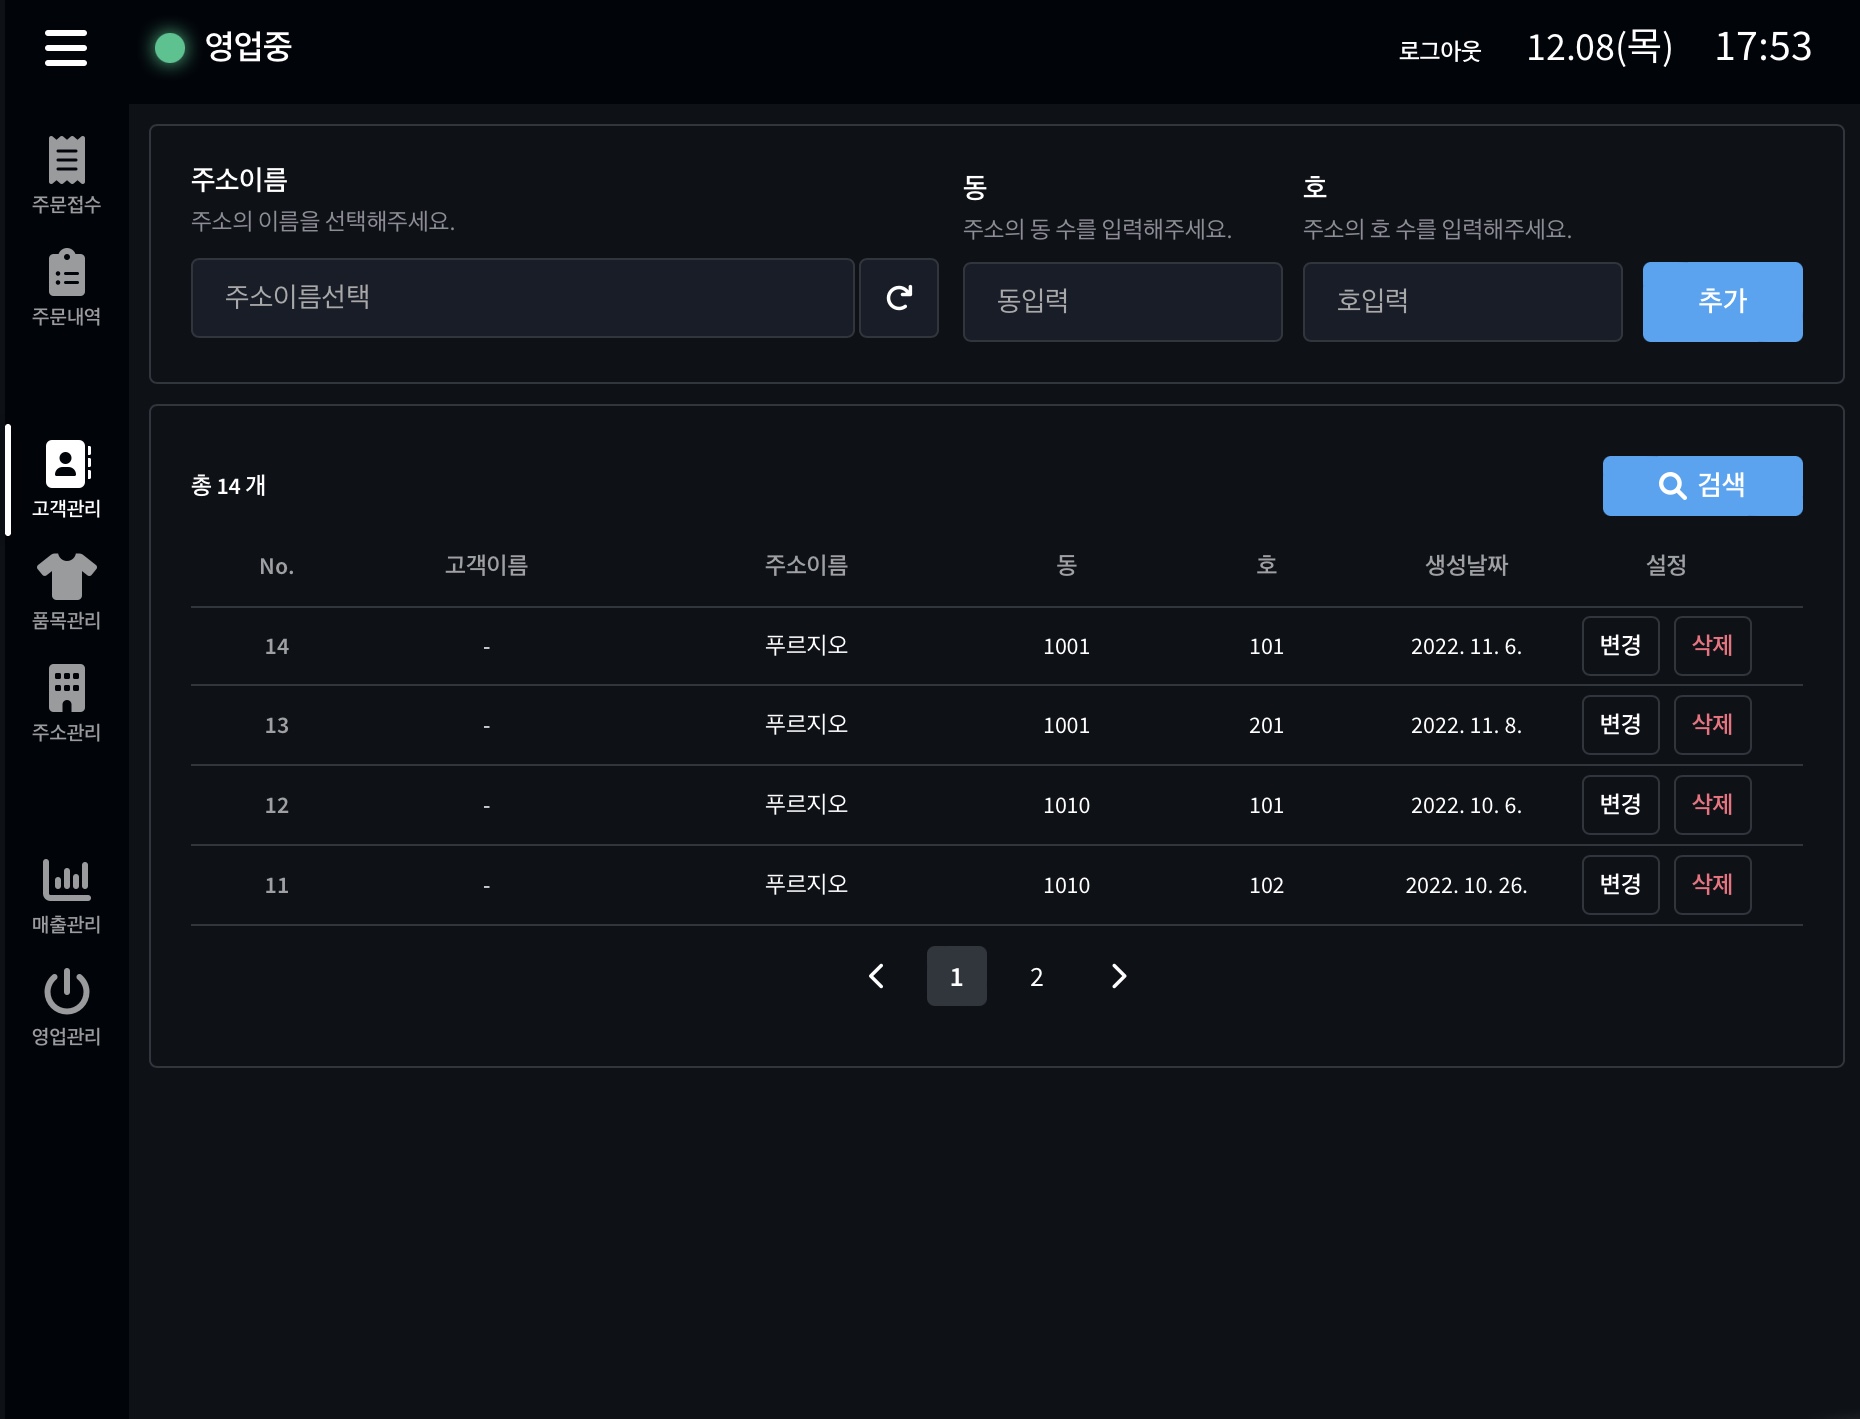 영업중
로그아웃 12.08(목) 17:53
주문접수
주문내역
고객관리
품목관리
주소관리
매출관리
영업관리
주소이름
주소의 이름을 선택해주세요.
주소이름선택
동
주소의 동 수를 입력해주세요.
동입력
호
주소의 호 수를 입력해주세요.
호입력
추가
총 14 개
검색
No. 고객이름 주소이름 동 호 생성날짜 설정
14 - 푸르지오 1001 101 2022. 11. 6. 변경 삭제
13 - 푸르지오 1001 201 2022. 11. 8. 변경 삭제
12 - 푸르지오 1010 101 2022. 10. 6. 변경 삭제
11 - 푸르지오 1010 102 2022. 10. 26. 변경 삭제
1 2